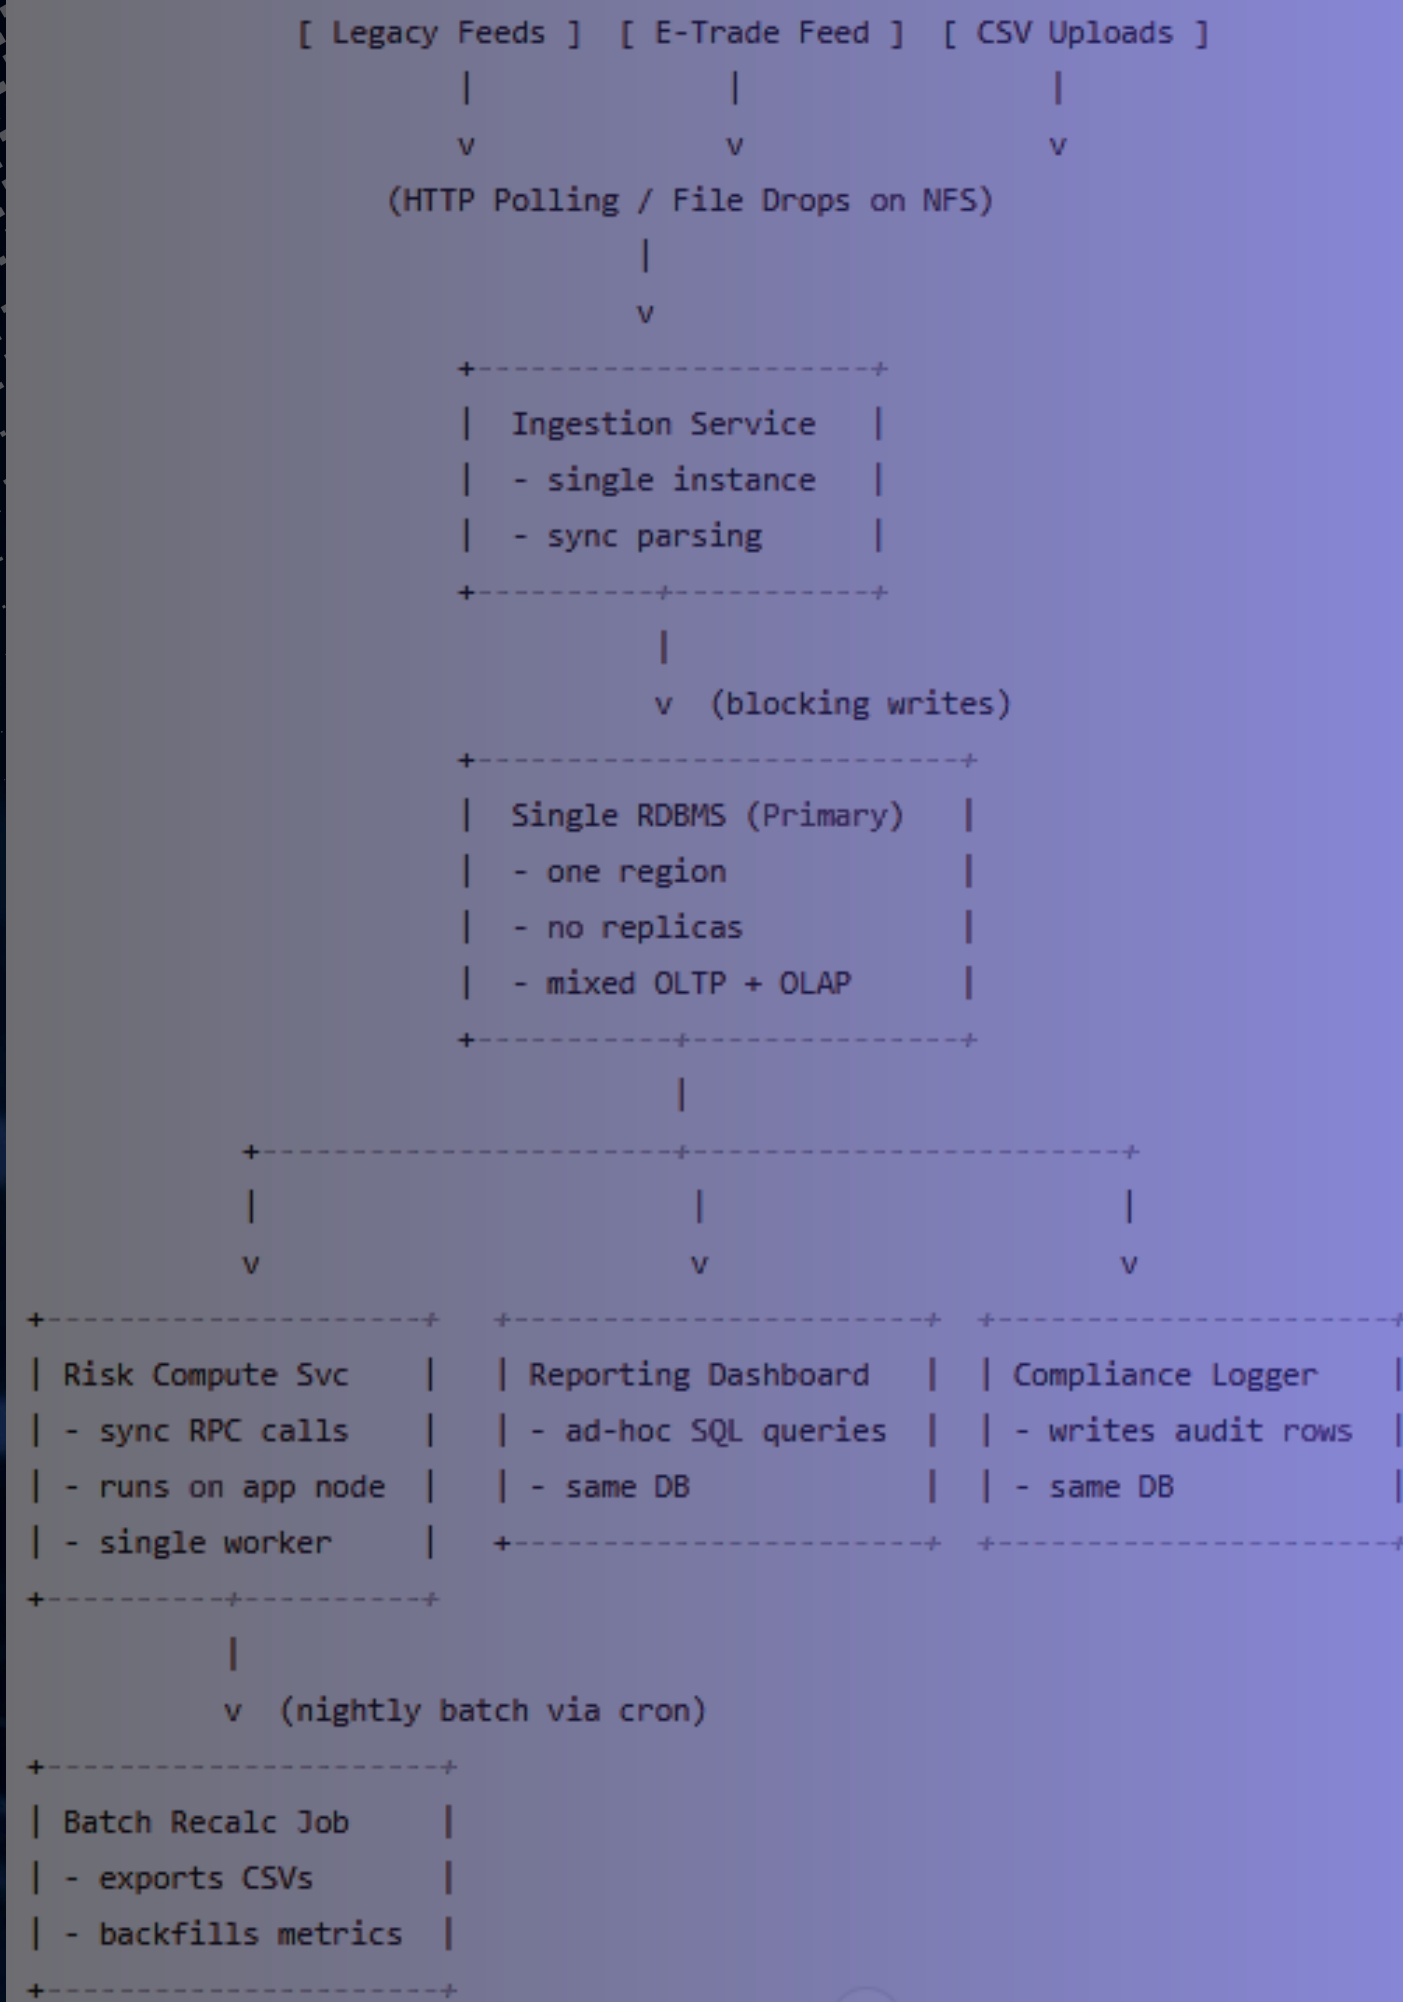 [ Legacy Feeds ]  [ E-Trade Feed ]  [ CSV Uploads ]
|              |                 |
v              v                 v
(HTTP Polling / File Drops on NFS)
|
v
+----------------------+
|  Ingestion Service   |
|  - single instance   |
|  - sync parsing      |
+----------+-----------+
|
v  (blocking writes)
+---------------------------+
|  Single RDBMS (Primary)   |
|  - one region             |
|  - no replicas            |
|  - mixed OLTP + OLAP      |
+-----------+---------------+
|
+-----------------------+------------------------+
|                        |                       |
v                        v                       v
+---------------------+   +-----------------------+  +----------------------+
| Risk Compute Svc    |   | Reporting Dashboard   |  | Compliance Logger    |
| - sync RPC calls    |   | - ad-hoc SQL queries  |  | - writes audit rows  |
| - runs on app node  |   | - same DB             |  | - same DB            |
| - single worker     |   +-----------------------+  +----------------------+
+----------+----------+
|
v  (nightly batch via cron)
+----------------------+
| Batch Recalc Job     |
| - exports CSVs       |
| - backfills metrics  |
+----------------------+